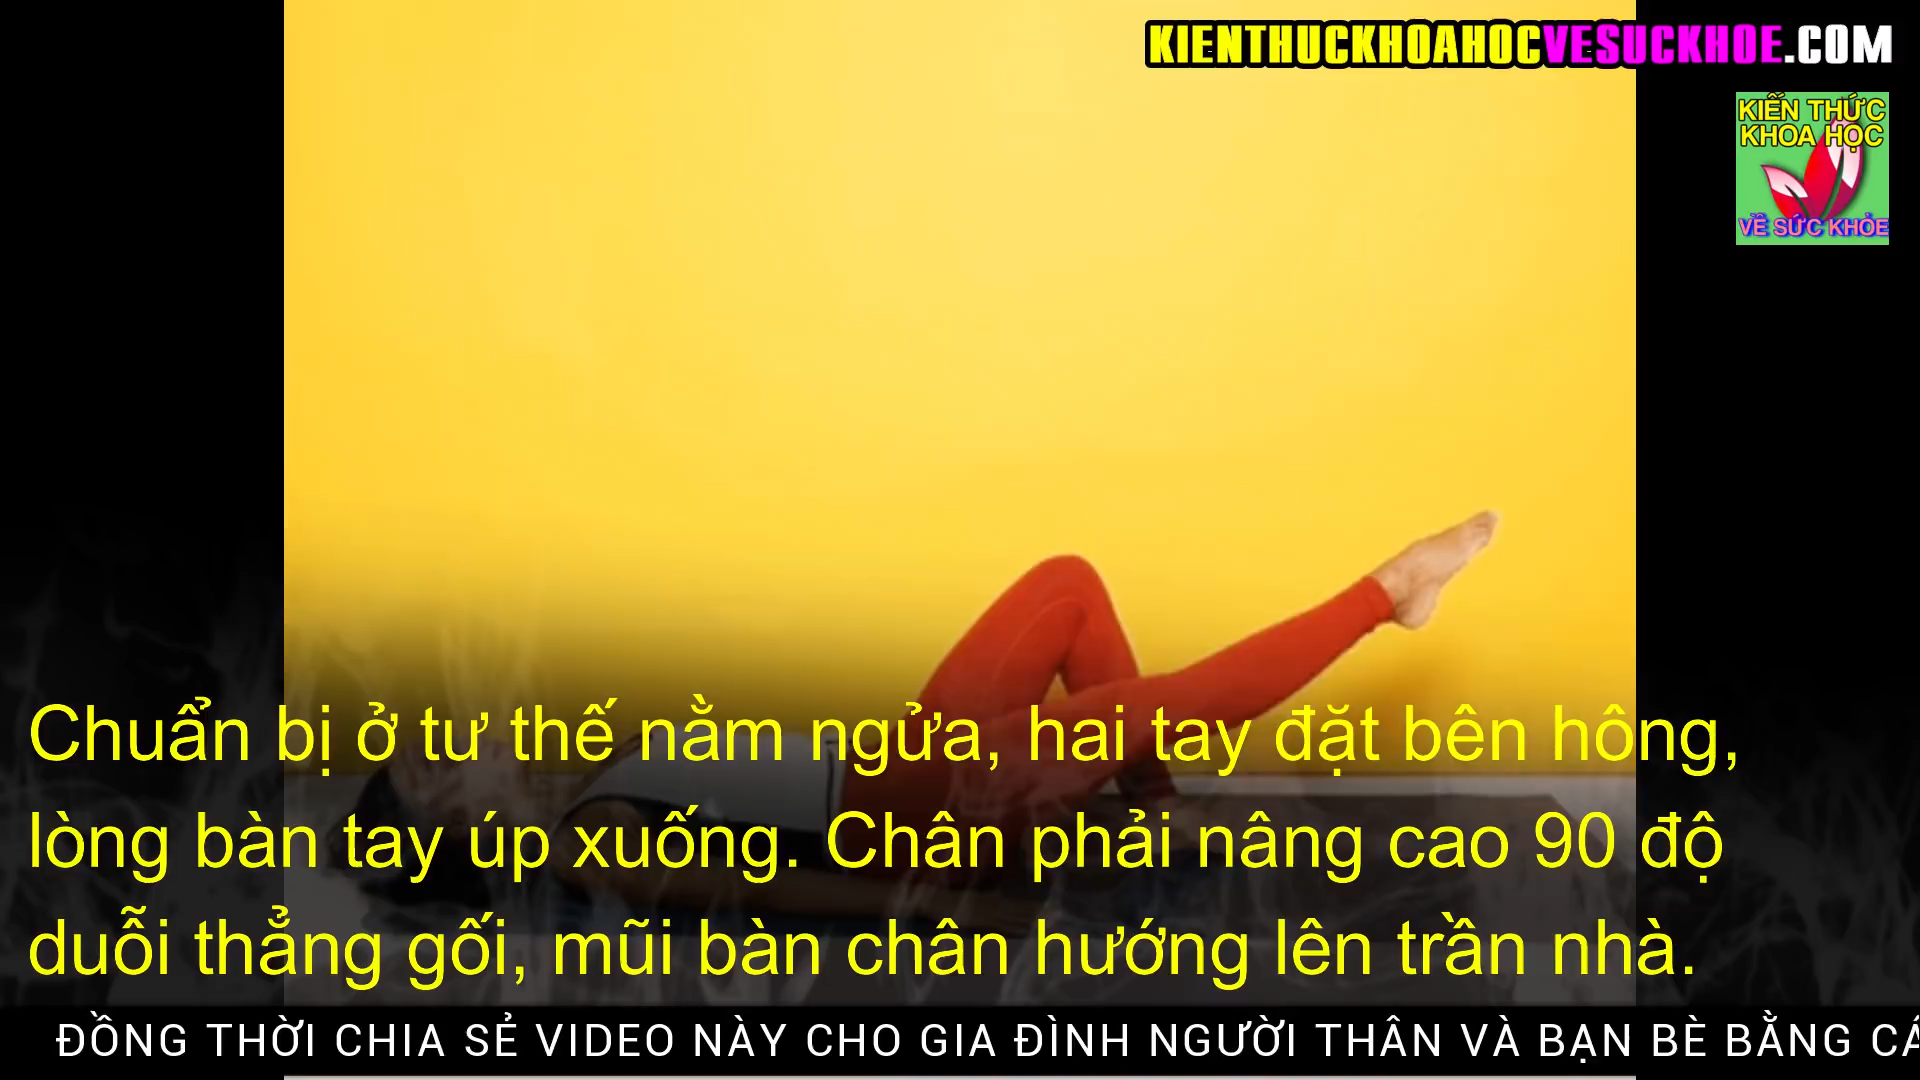 KIENTHUCKHOAHOCVESUCKHOE.COM
KIẾN THỨC
KHOA HỌC
VỀ SỨC KHỎE
Chuẩn bị ở tư thế nằm ngửa, hai tay đặt bên hông,
lòng bàn tay úp xuống. Chân phải nâng cao 90 độ
duỗi thẳng gối, mũi bàn chân hướng lên trần nhà.
ĐỒNG THỜI CHIA SẺ VIDEO NÀY CHO GIA ĐÌNH NGƯỜI THÂN VÀ BẠN BÈ BẰNG CÁ